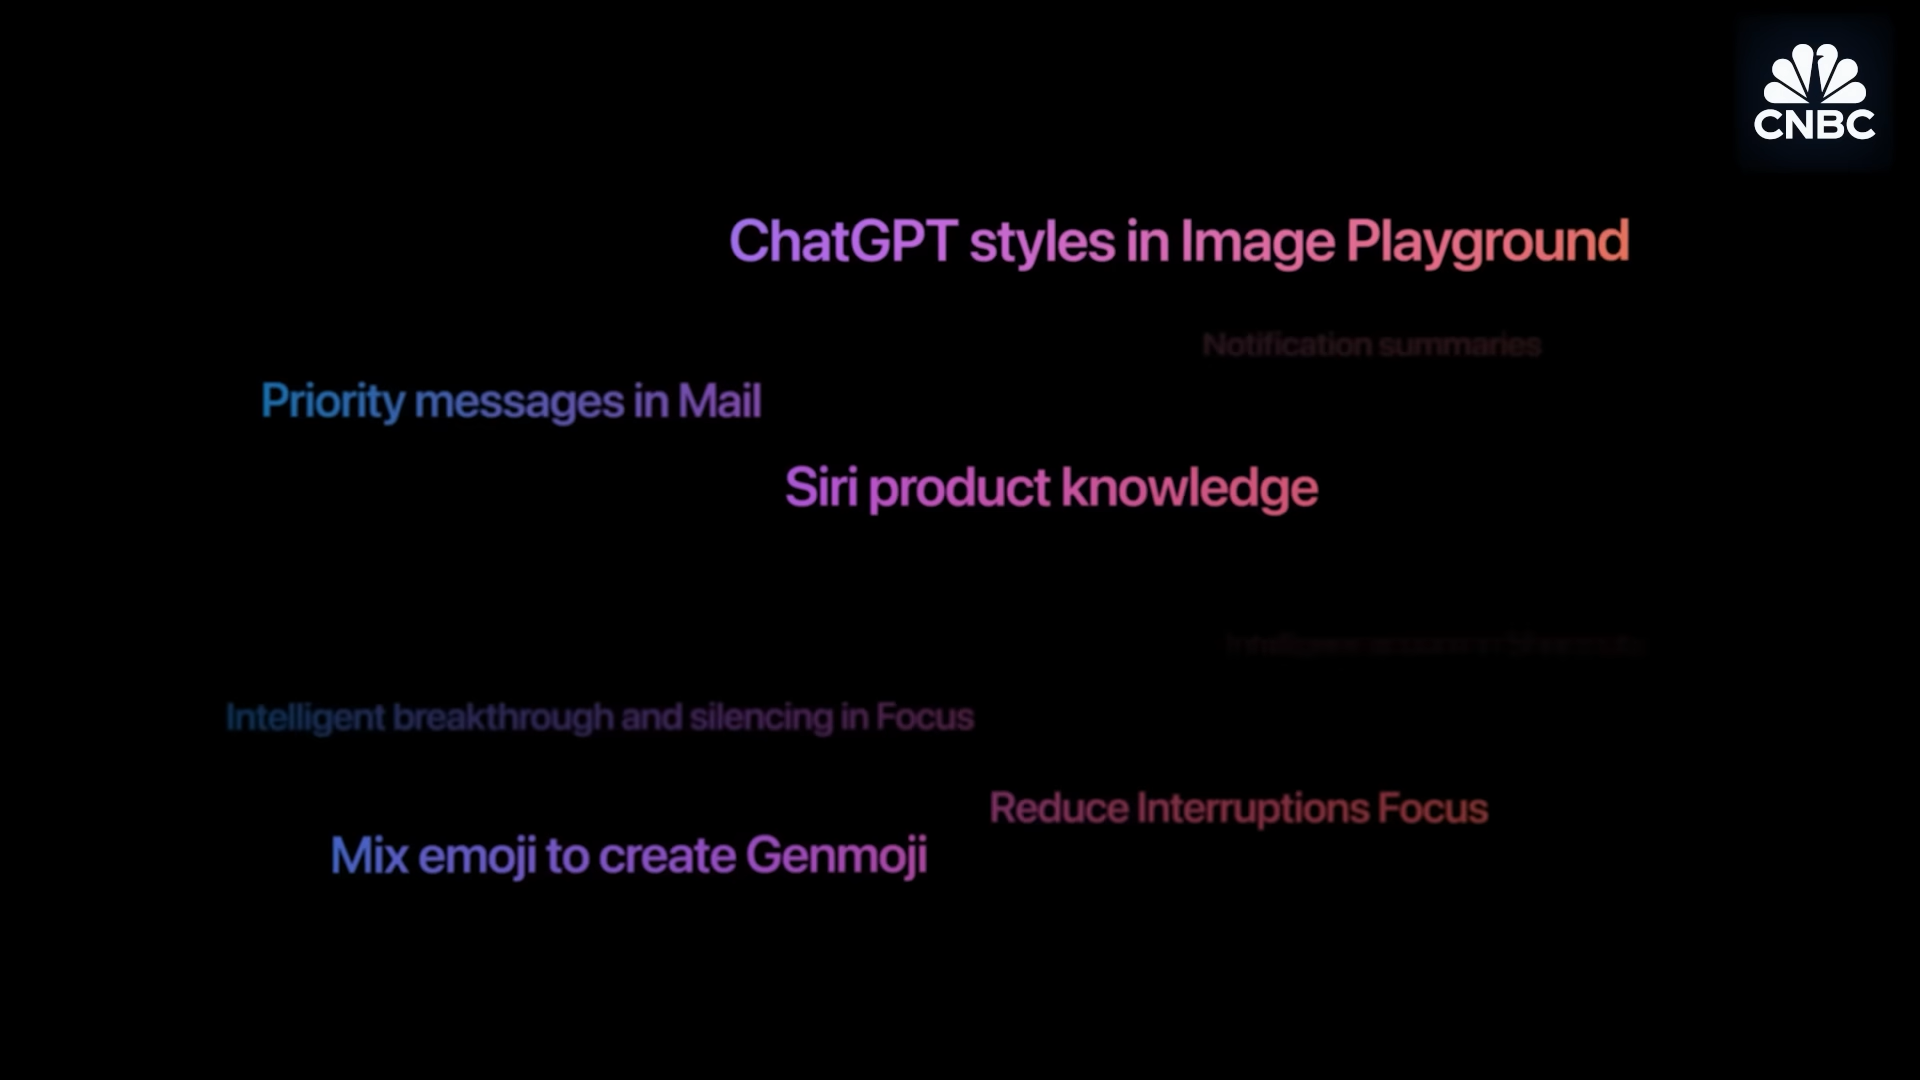 CNBC
ChatGPT styles in Image Playground
Notification summaries
Priority messages in Mail
Siri product knowledge
Intelligent breakthrough and silencing in Focus
Reduce Interruptions Focus
Mix emoji to create Genmoji